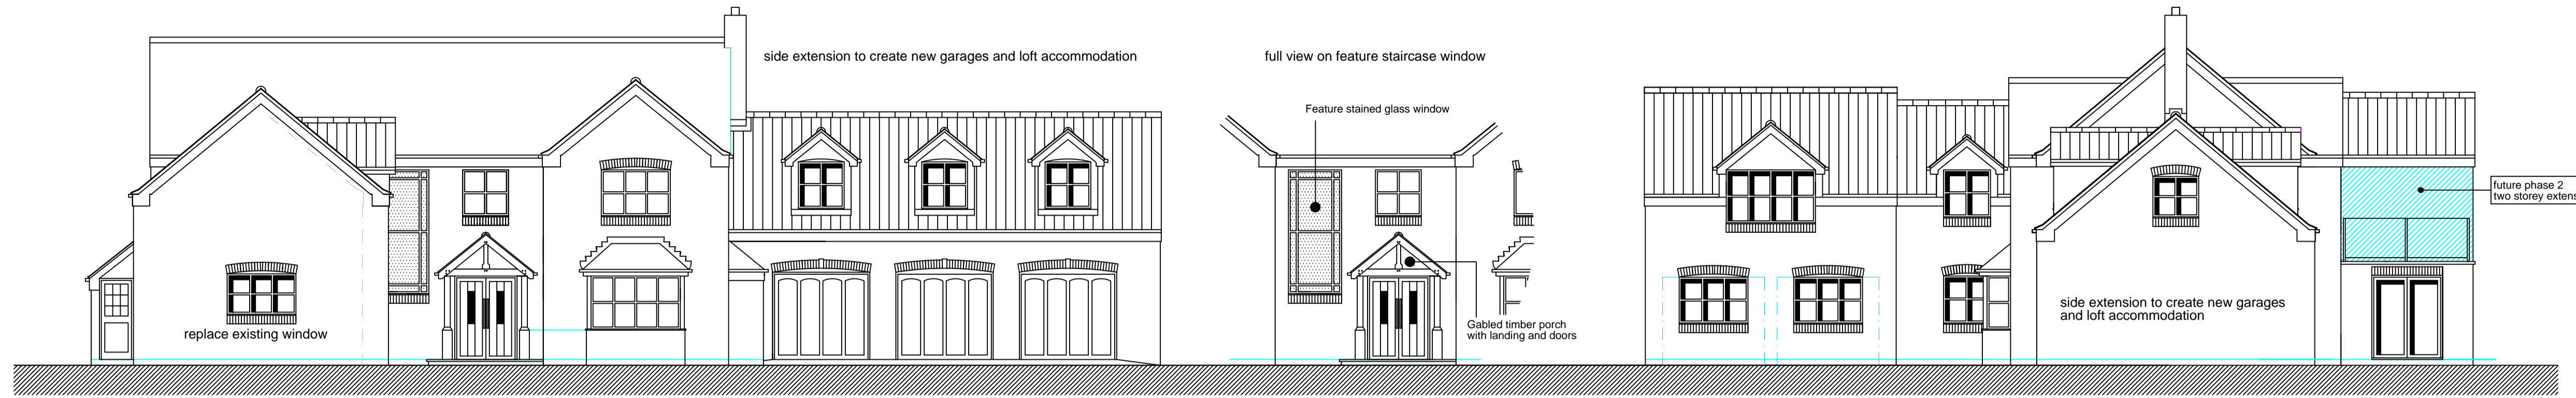 side extension to create new garages and loft accommodation
full view on feature staircase window
Feature stained glass window
replace existing window
Gabled timber porch
with landing and doors
side extension to create new garages
and loft accommodation
future phase 2
two storey